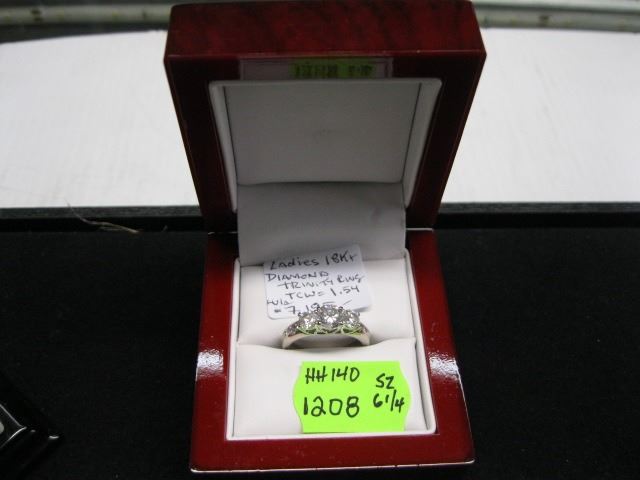 Ladies 18Kt
DIAMOND
TRINITY RING
TCW = 1.54
HH140
SZ
1208
6 1/4